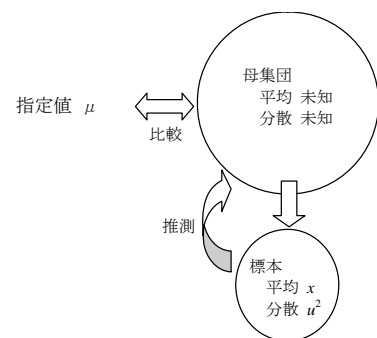 母集団
平均 未知
分散 未知
指定値 μ
比較
推測
標本
平均 x
分散 u²